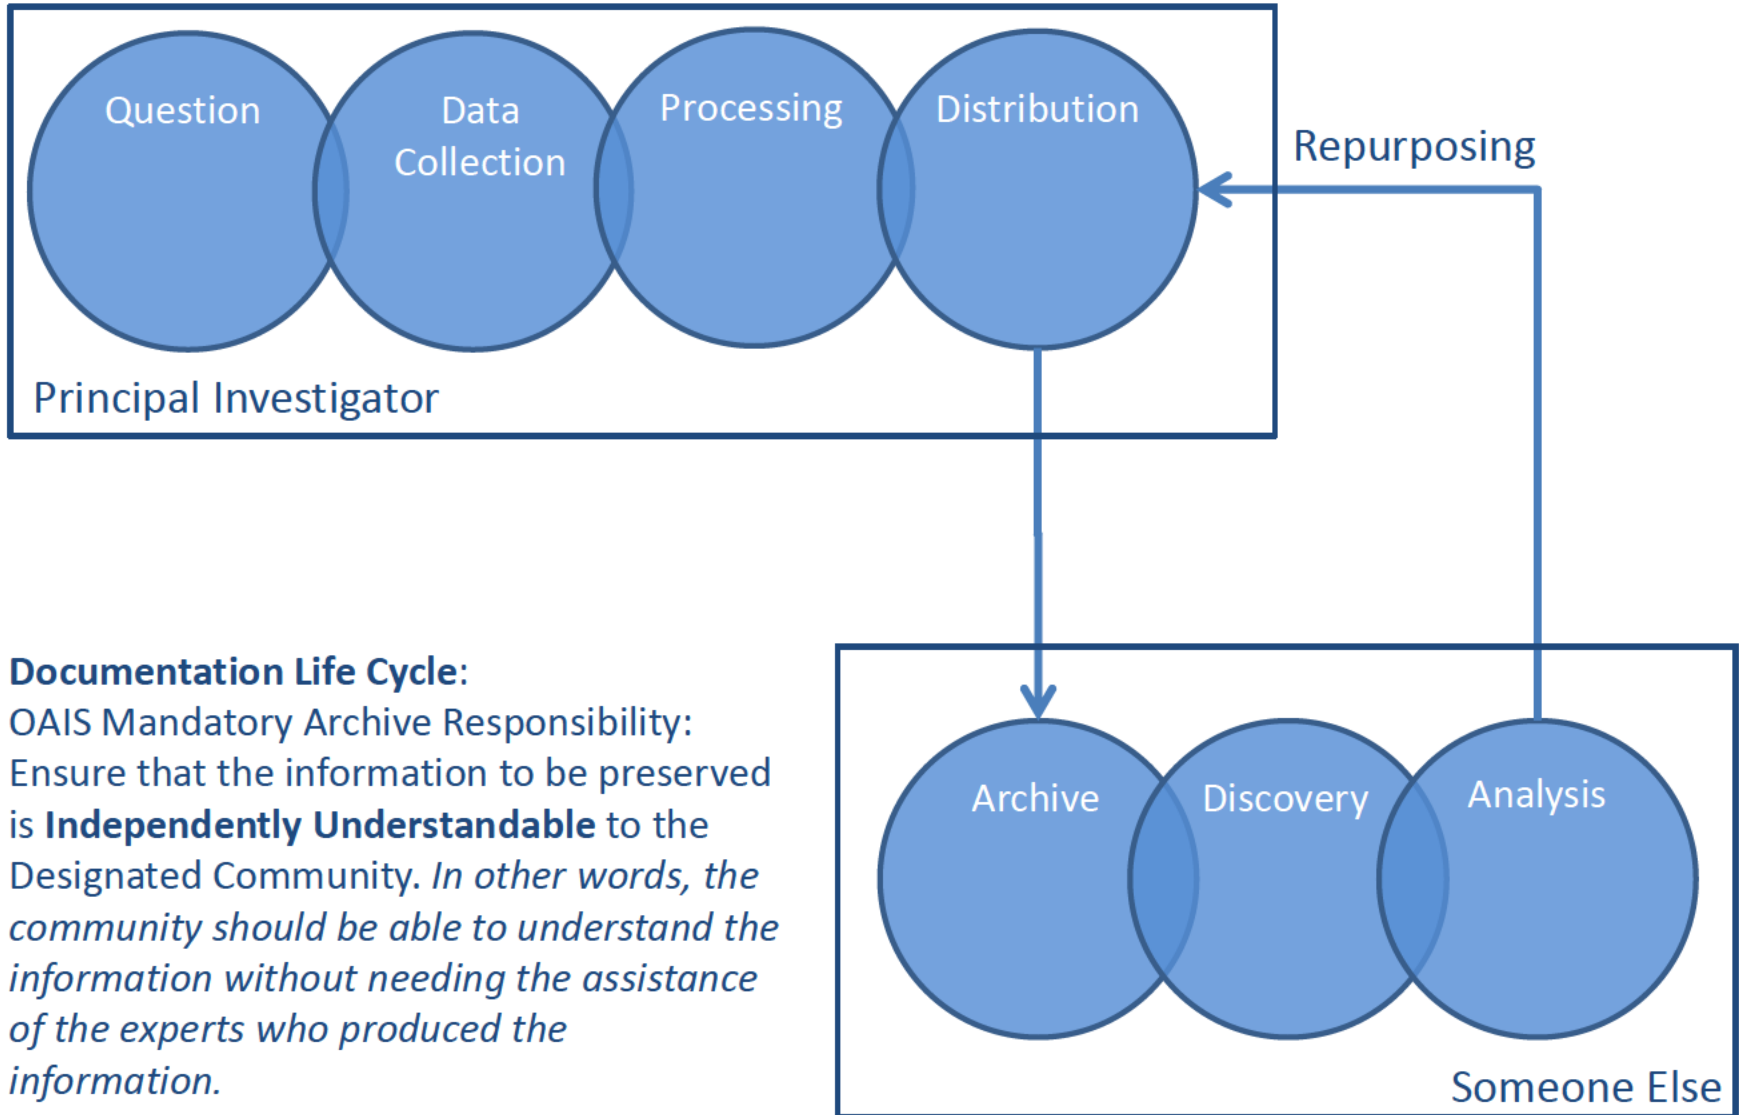 Question
Data
Collection
Processing
Distribution
Repurposing
Principal Investigator
Documentation Life Cycle:
OAIS Mandatory Archive Responsibility:
Ensure that the information to be preserved
is Independently Understandable to the
Designated Community. In other words, the
community should be able to understand the
information without needing the assistance
of the experts who produced the
information.
Archive
Discovery
Analysis
Someone Else